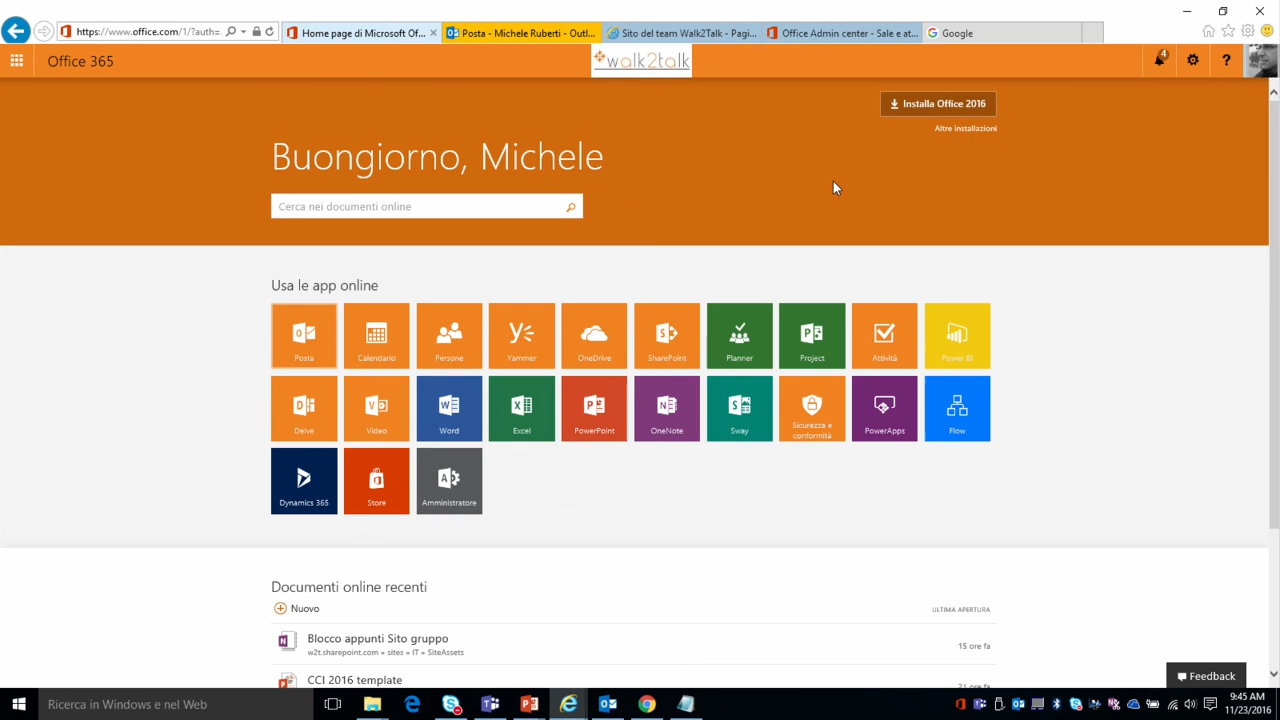 https://www.office.com/1/?auth=
Home page di Microsoft Of...
Posta - Michele Ruberti - Outl...
Sito del team Walk2Talk - Pagi...
Office Admin center - Sale e at...
Google
Office 365
walk2talk
4
?
Installa Office 2016
Altre installazioni
Buongiorno, Michele
Cerca nei documenti online
Usa le app online
Posta
Calendario
Persone
Yammer
OneDrive
SharePoint
Planner
Project
Attività
Power BI
Delve
Video
Word
Excel
PowerPoint
OneNote
Sway
Sicurezza e
conformità
PowerApps
Flow
Dynamics 365
Store
Amministratore
Documenti online recenti
Nuovo
ULTIMA APERTURA
Blocco appunti Sito gruppo
w2t.sharepoint.com » sites » IT » SiteAssets
15 ore fa
CCI 2016 template
21 ore fa
Feedback
Ricerca in Windows e nel Web
9:45 AM
11/23/2016